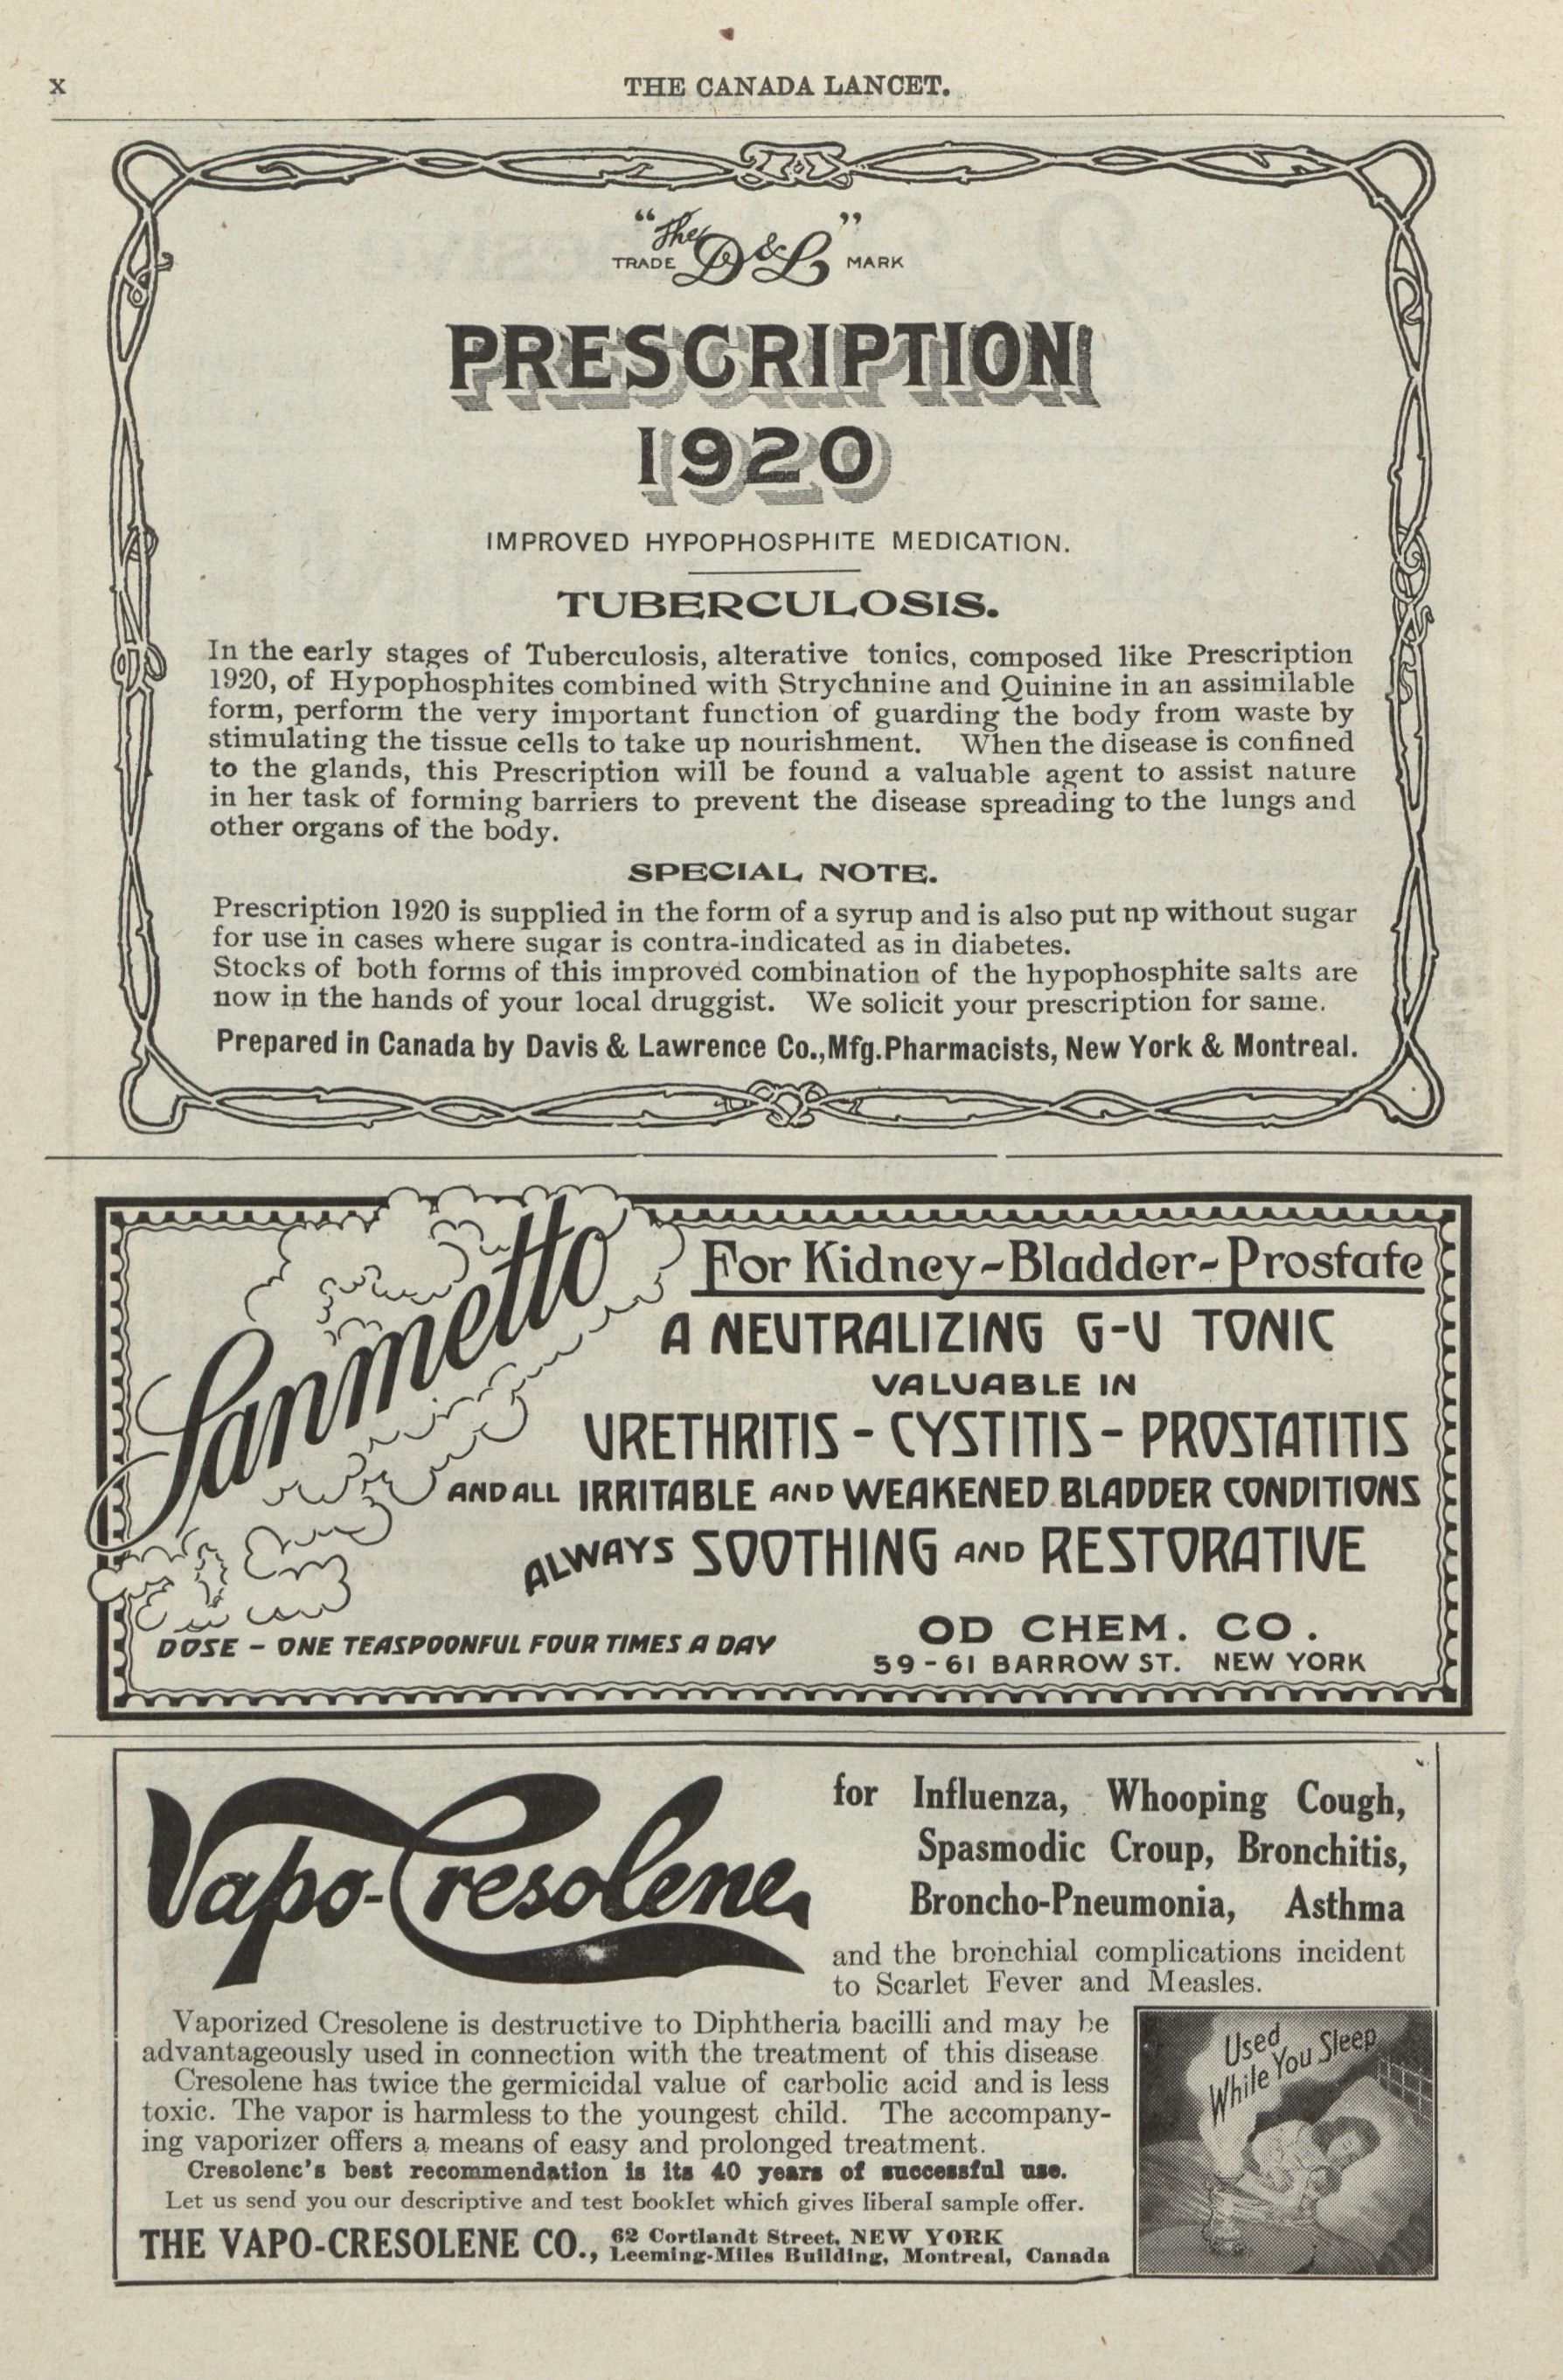 x
THE CANADA LANCET.
"The D & L"
TRADE MARK
PRESCRIPTION
1920
IMPROVED HYPOPHOSPHITE MEDICATION.
TUBERCULOSIS.
In the early stages of Tuberculosis, alterative tonics, composed like Prescription
1920, of Hypophosphites combined with Strychnine and Quinine in an assimilable
form, perform the very important function of guarding the body from waste by
stimulating the tissue cells to take up nourishment. When the disease is confined
to the glands, this Prescription will be found a valuable agent to assist nature
in her task of forming barriers to prevent the disease spreading to the lungs and
other organs of the body.
SPECIAL NOTE.
Prescription 1920 is supplied in the form of a syrup and is also put np without sugar
for use in cases where sugar is contra-indicated as in diabetes.
Stocks of both forms of this improved combination of the hypophosphite salts are
now in the hands of your local druggist. We solicit your prescription for same.
Prepared in Canada by Davis & Lawrence Co., Mfg. Pharmacists, New York & Montreal.
Sanmetto
For Kidney-Bladder-Prostate
A NEUTRALIZING G-U TONIC
VALUABLE IN
URETHRITIS - CYSTITIS - PROSTATITIS
AND ALL IRRITABLE AND WEAKENED BLADDER CONDITIONS
ALWAYS SOOTHING AND RESTORATIVE
DOSE - ONE TEASPOONFUL FOUR TIMES A DAY
OD CHEM. CO.
59-61 BARROW ST. NEW YORK
Vapo-Cresolene
for Influenza, Whooping Cough,
Spasmodic Croup, Bronchitis,
Broncho-Pneumonia, Asthma
and the bronchial complications incident
to Scarlet Fever and Measles.
Vaporized Cresolene is destructive to Diphtheria bacilli and may be
advantageously used in connection with the treatment of this disease
Cresolene has twice the germicidal value of carbolic acid and is less
toxic. The vapor is harmless to the youngest child. The accompany-
ing vaporizer offers a means of easy and prolonged treatment.
Cresolene's best recommendation is its 40 years of successful use.
Let us send you our descriptive and test booklet which gives liberal sample offer.
THE VAPO-CRESOLENE CO., 62 Cortlandt Street, NEW YORK
Leeming-Miles Building, Montreal, Canada
Used
While You Sleep